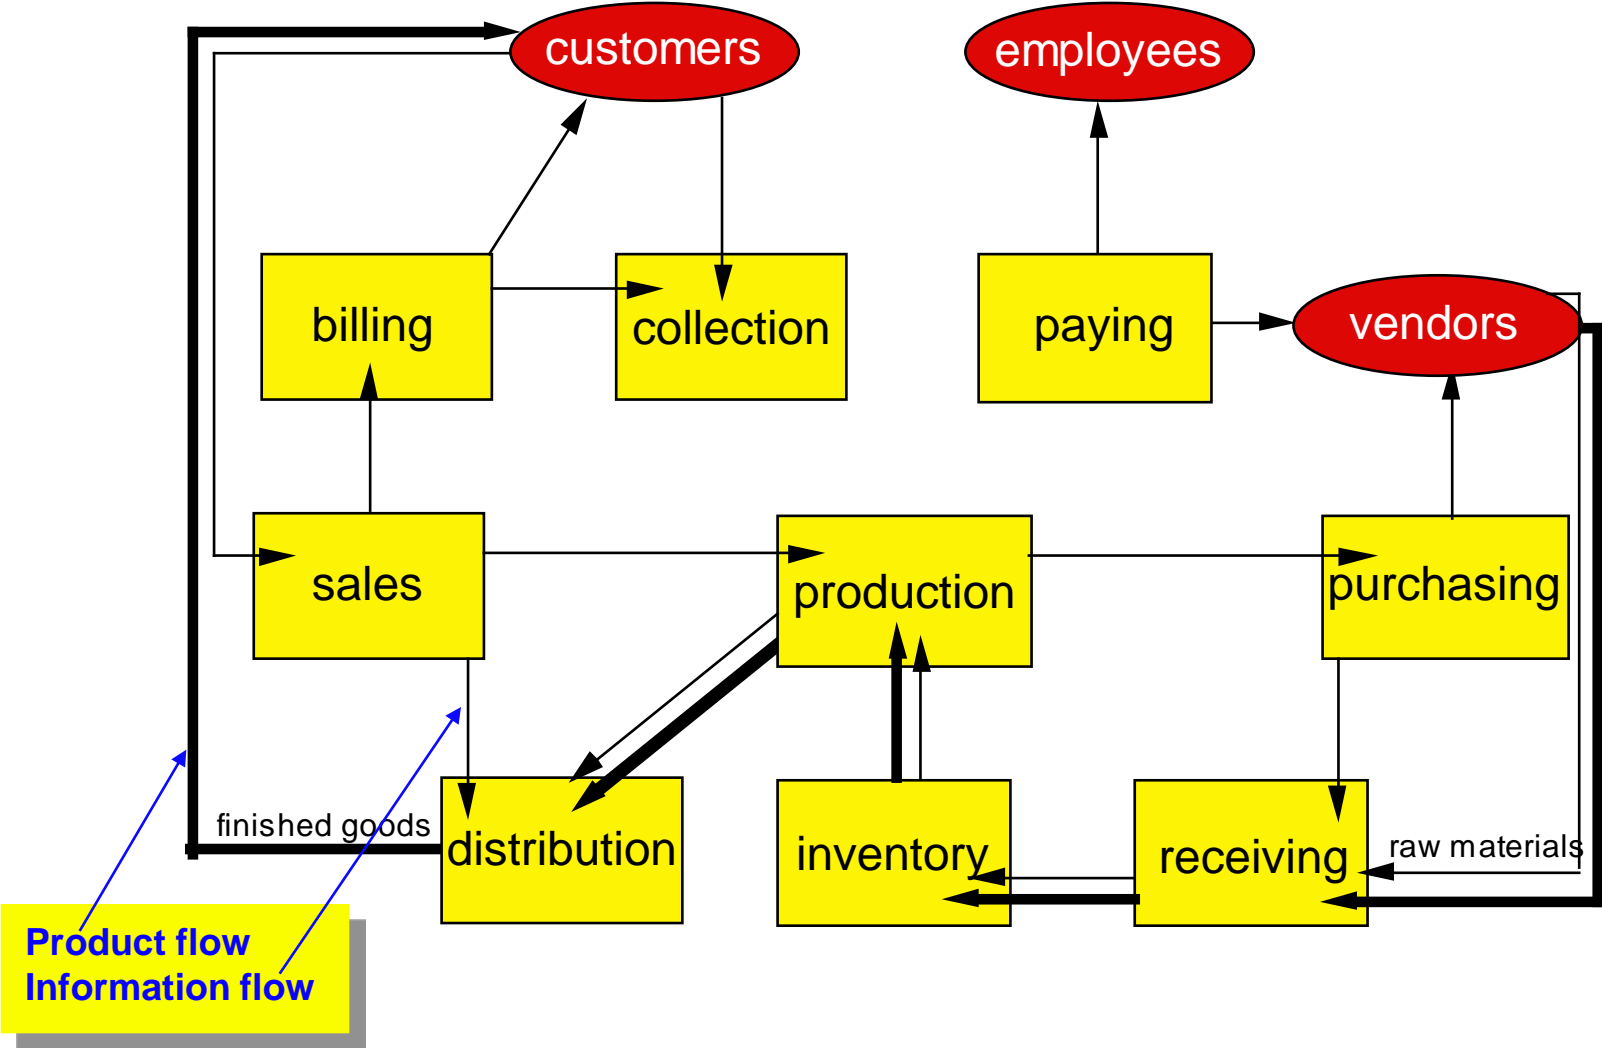 customers
employees
billing
collection
paying
vendors
sales
production
purchasing
finished goods
distribution
inventory
receiving
raw materials
Product flow
Information flow